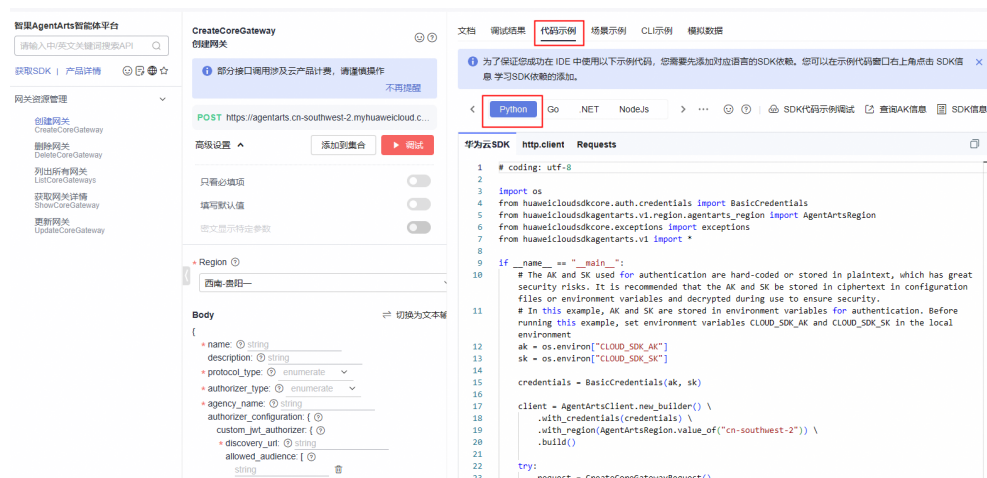 智果AgentArts智能体平台
请输入中/英文关键词搜索API
获取SDK | 产品详情
网关资源管理
创建网关
CreateCoreGateway
删除网关
DeleteCoreGateway
列出所有网关
ListCoreGateways
获取网关详情
ShowCoreGateway
更新网关
UpdateCoreGateway
CreateCoreGateway
创建网关
部分接口调用涉及云产品计费，请谨慎操作
不再提醒
POST https://agentarts.cn-southwest-2.myhuaweicloud.c...
高级设置 添加到集合 调试
只看必填项
填写默认值
密文显示特定参数
* Region
西南-贵阳一
Body 切换为文本输
{
* name: string
description: string
* protocol_type: enumerate
* authorizer_type: enumerate
* agency_name: string
authorizer_configuration: {
custom_jwt_authorizer: {
* discovery_url: string
allowed_audience: [
string
文档 调试结果 代码示例 场景示例 CLI示例 模拟数据
为了保证您成功在 IDE 中使用以下示例代码，您需要先添加对应语言的SDK依赖。您可以在示例代码窗口右上角点击 SDK信
息 学习SDK依赖的添加。
Python Go .NET NodeJs ··· SDK代码示例调试 查询AK信息 SDK信息
华为云SDK http.client Requests
1 # coding: utf-8
2
3 import os
4 from huaweicloudsdkcore.auth.credentials import BasicCredentials
5 from huaweicloudsdkagentarts.v1.region.agentarts_region import AgentArtsRegion
6 from huaweicloudsdkcore.exceptions import exceptions
7 from huaweicloudsdkagentarts.v1 import *
8
9 if __name__ == "__main__":
10 # The AK and SK used for authentication are hard-coded or stored in plaintext, which has great
security risks. It is recommended that the AK and SK be stored in ciphertext in configuration
files or environment variables and decrypted during use to ensure security.
11 # In this example, AK and SK are stored in environment variables for authentication. Before
running this example, set environment variables CLOUD_SDK_AK and CLOUD_SDK_SK in the local
environment
12 ak = os.environ["CLOUD_SDK_AK"]
13 sk = os.environ["CLOUD_SDK_SK"]
14
15 credentials = BasicCredentials(ak, sk)
16
17 client = AgentArtsClient.new_builder() \
18 .with_credentials(credentials) \
19 .with_region(AgentArtsRegion.value_of("cn-southwest-2")) \
20 .build()
21
22 try:
23 request = CreateCoreGatewayRequest()